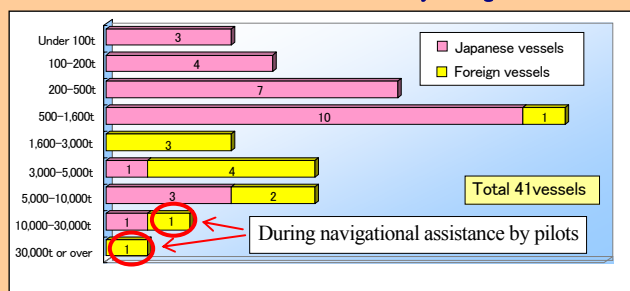 Under 100t 3
100-200t 4
200-500t 7
500-1,600t 10 1
1,600-3,000t 3
3,000-5,000t 1 4
5,000-10,000t 3 2
10,000-30,000t 1 1
30,000t or over 1
Japanese vessels
Foreign vessels
Total 41vessels
During navigational assistance by pilots